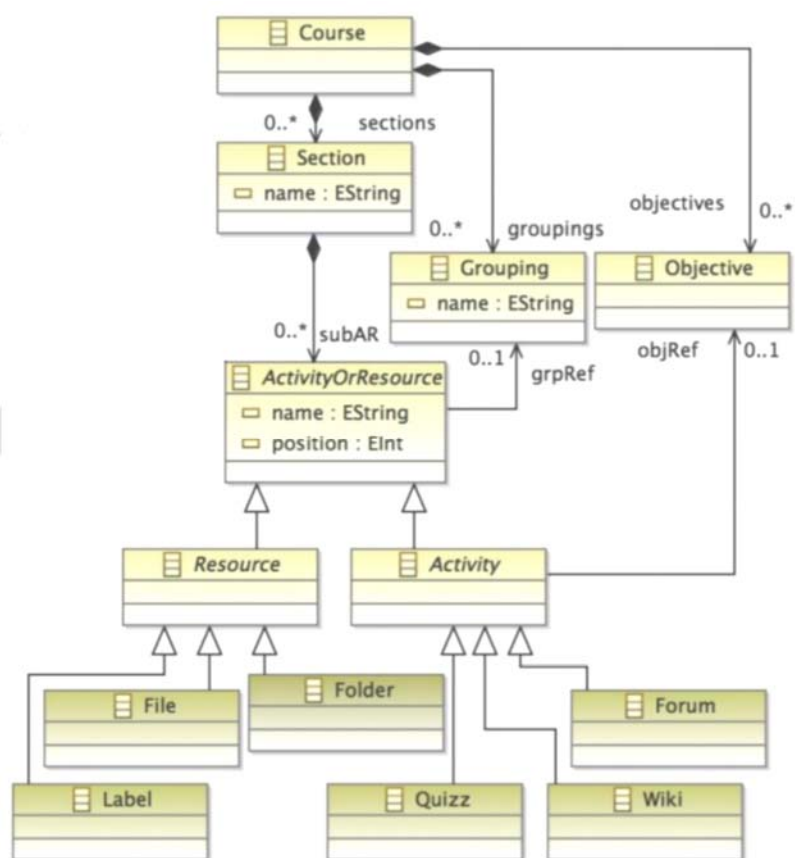 Course
0..* sections
Section
name : EString
objectives 0..*
0..* groupings
Grouping
name : EString
Objective
0..* subAR
0..1 grpRef
objRef 0..1
ActivityOrResource
name : EString
position : EInt
Resource
Activity
File
Folder
Forum
Label
Quizz
Wiki